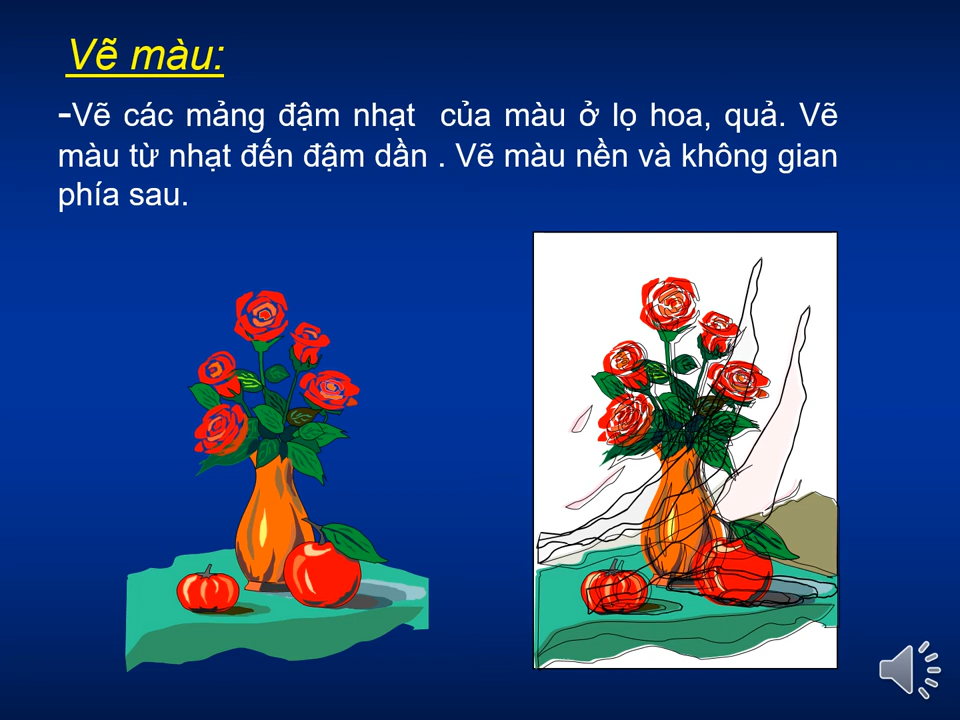 Vẽ màu:
-Vẽ các mảng đậm nhạt  của màu ở lọ hoa, quả. Vẽ
màu từ nhạt đến đậm dần . Vẽ màu nền và không gian
phía sau.